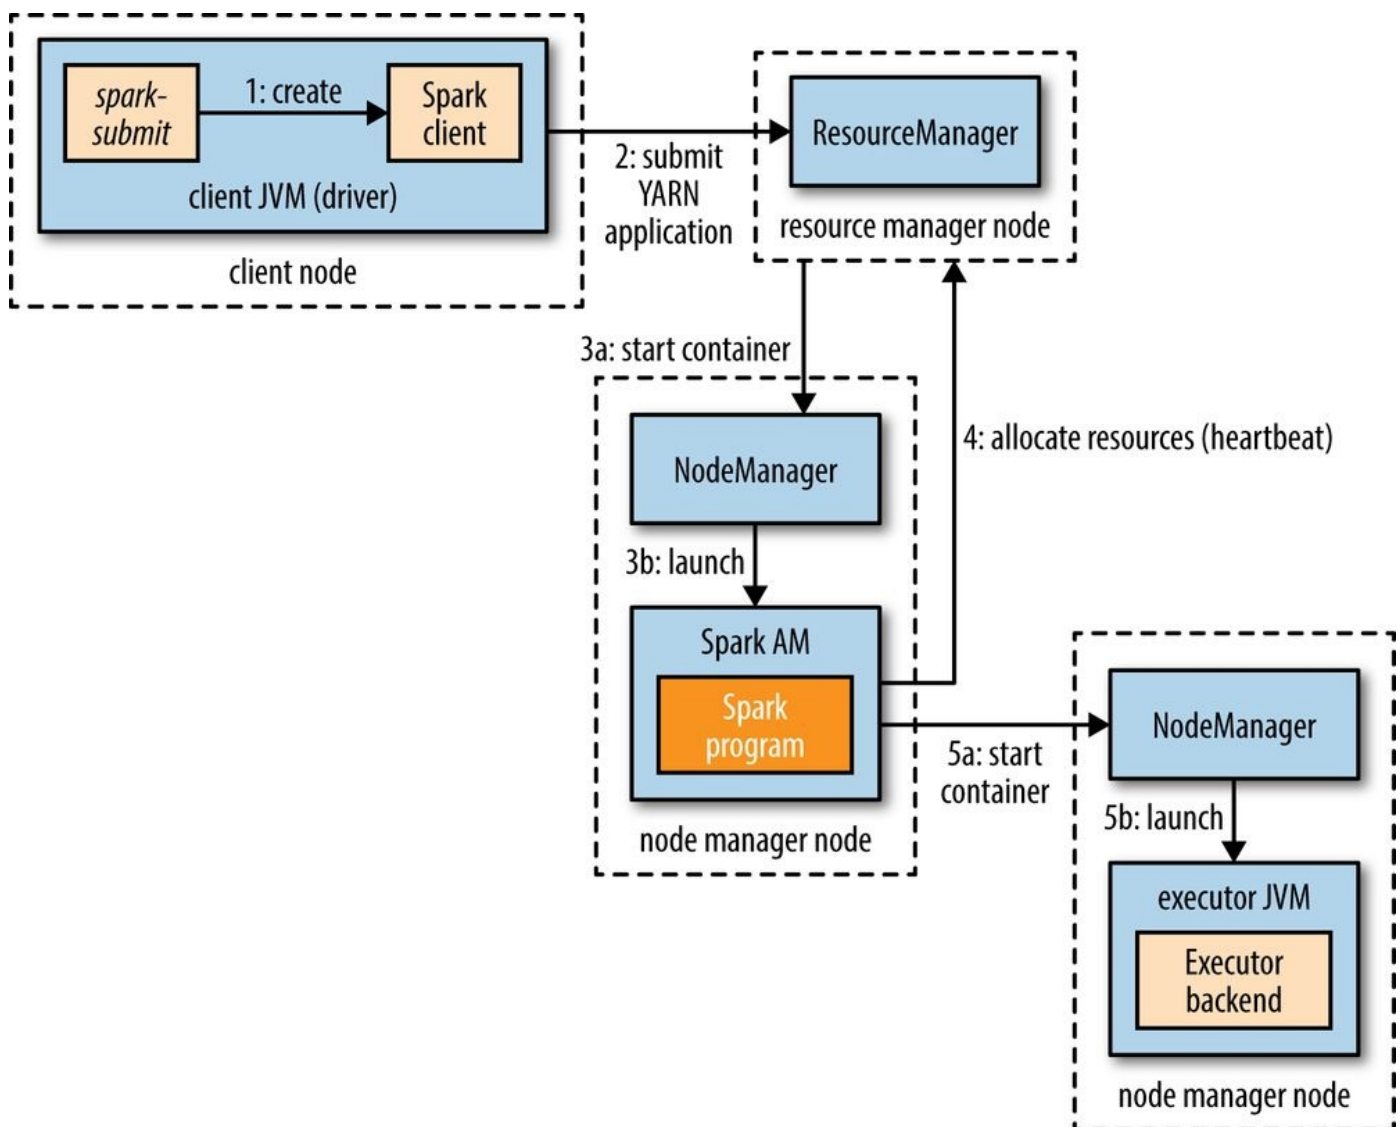 spark-
submit
1: create
Spark
client
client JVM (driver)
client node
2: submit
YARN
application
ResourceManager
resource manager node
3a: start container
NodeManager
3b: launch
Spark AM
Spark
program
node manager node
4: allocate resources (heartbeat)
5a: start
container
NodeManager
5b: launch
executor JVM
Executor
backend
node manager node